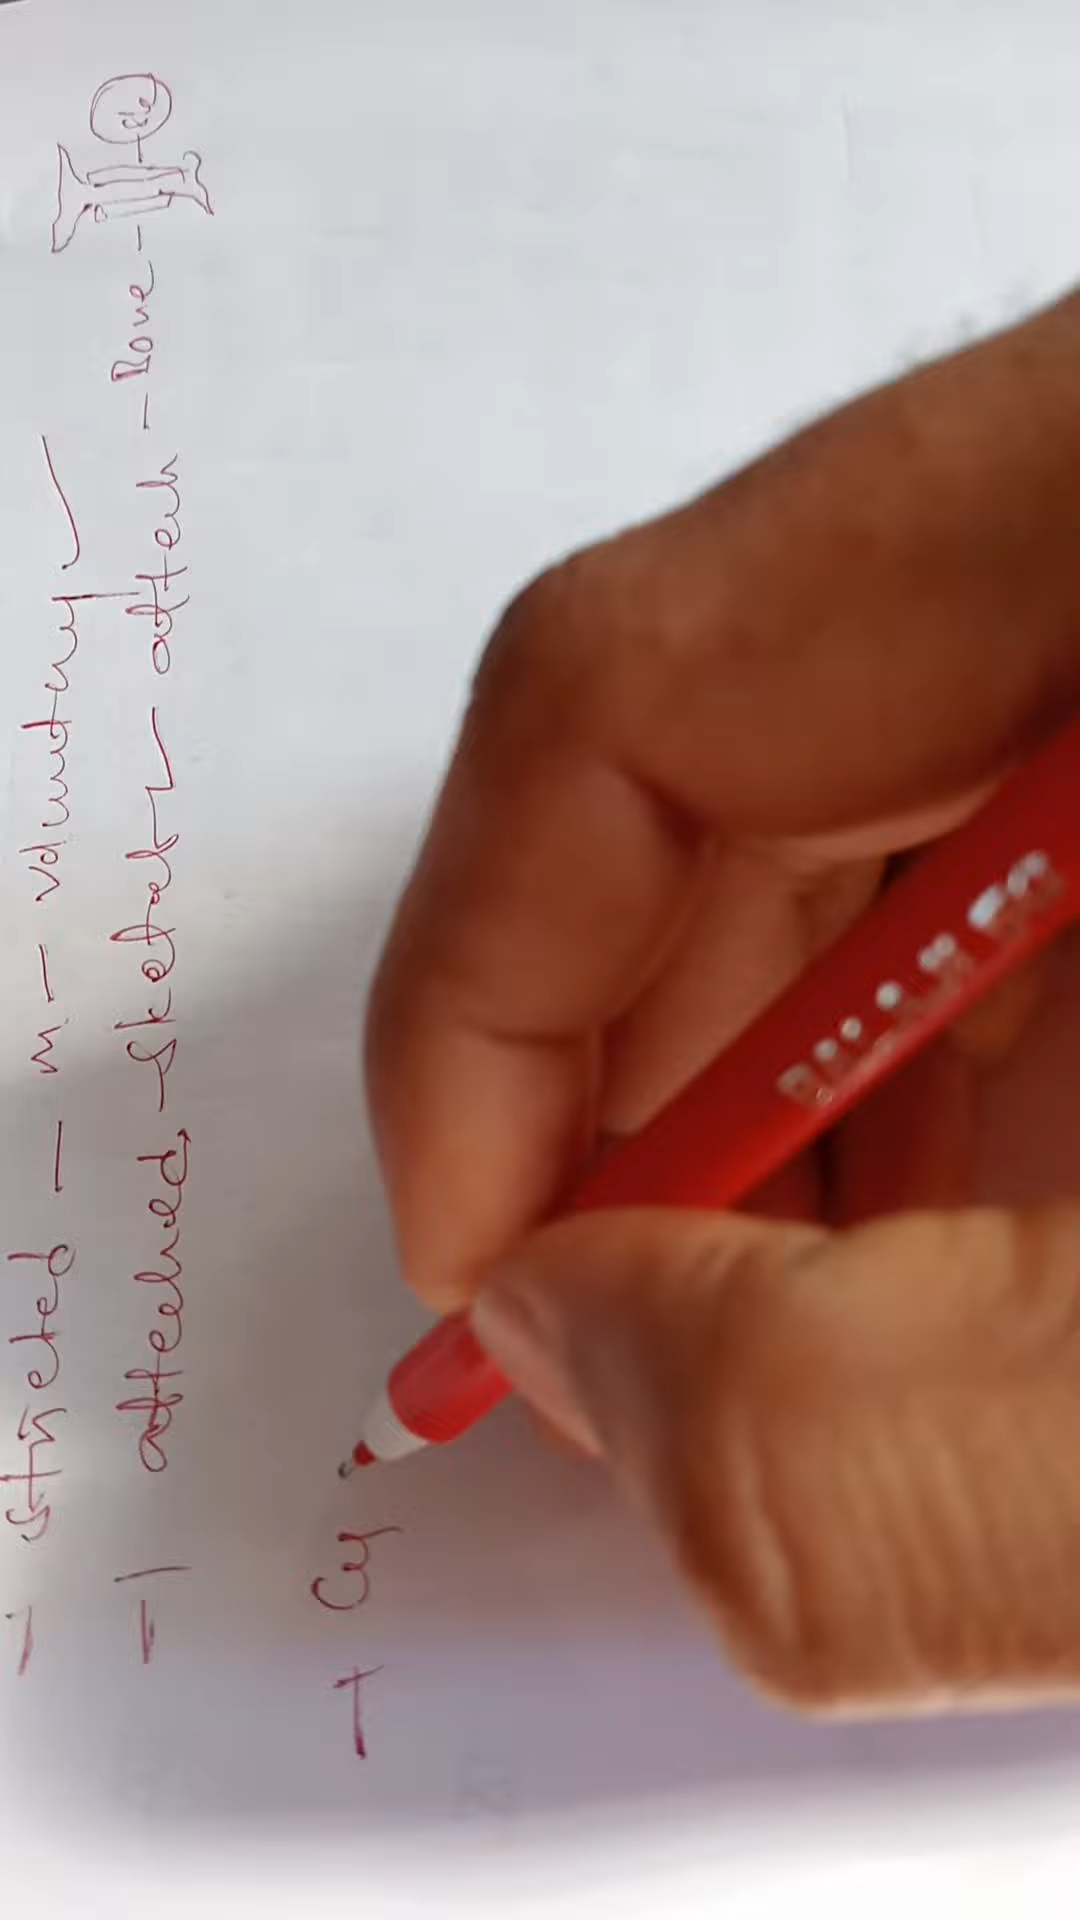 - striated - m - voluntary
- attached - Skeletal - attach - Bone -
- Cy